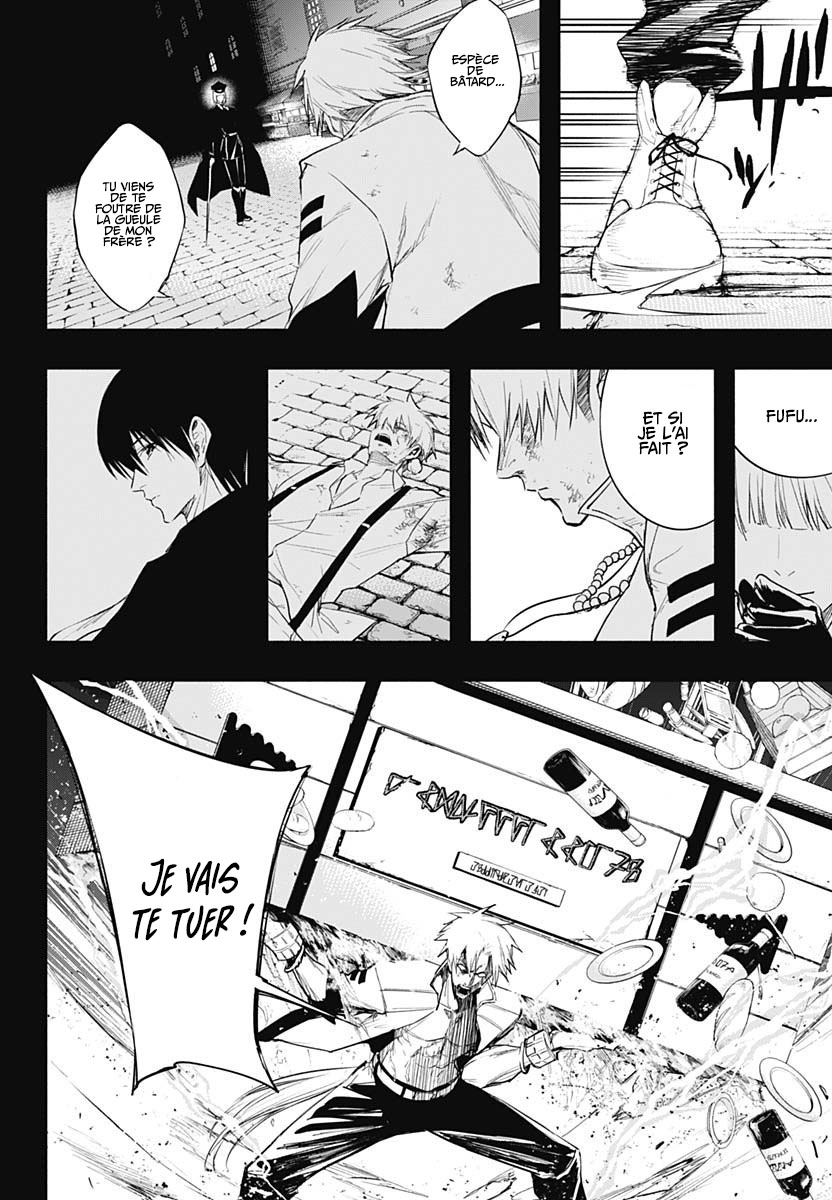 ESPÈCE
DE
BÂTARD...
TU VIENS
DE TE
FOUTRE DE
LA GUEULE
DE MON
FRÈRE ?
FUFU...
ET SI
JE L'AI
FAIT ?
JE VAIS
TE TUER !